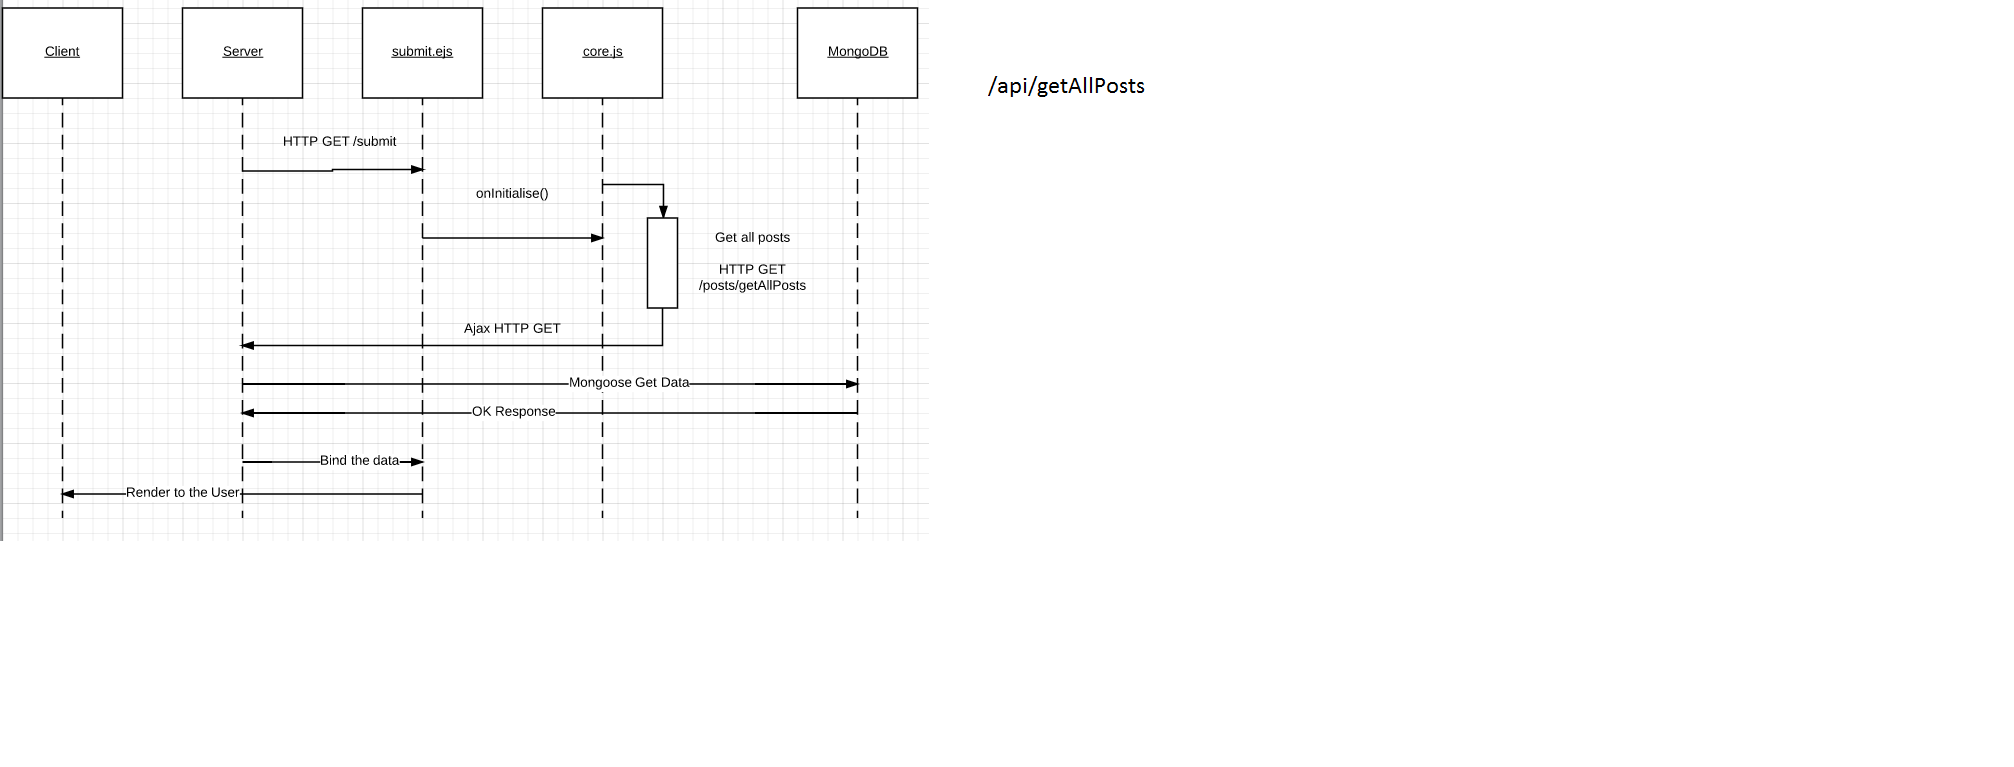 Client
Server
submit.ejs
core.js
MongoDB
/api/getAllPosts
HTTP GET /submit
onInitialise()
Get all posts
HTTP GET
/posts/getAllPosts
Ajax HTTP GET
Mongoose Get Data
OK Response
Bind the data
Render to the User